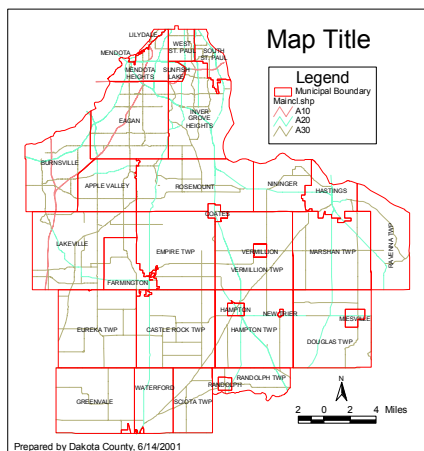 Map Title
LILYDALE
MENDOTA
WEST
ST. PAUL
SOUTH
ST. PAUL
MENDOTA
HEIGHTS
SUNFISH
LAKE
Legend
Municipal Boundary
Maincl.shp
A10
A20
A30
EAGAN
INVER
GROVE
HEIGHTS
BURNSVILLE
APPLE VALLEY
ROSEMOUNT
NININGER
HASTINGS
COATES
RAVENNA TWP
LAKEVILLE
EMPIRE TWP
VERMILLION
MARSHAN TWP
VERMILLION TWP
FARMINGTON
HAMPTON
NEW TRIER
MIESVILLE
EUREKA TWP
CASTLE ROCK TWP
HAMPTON TWP
DOUGLAS TWP
RANDOLPH TWP
RANDOLPH
WATERFORD
GREENVALE
SCIOTA TWP
N
2 0 2 4 Miles
Prepared by Dakota County, 6/14/2001